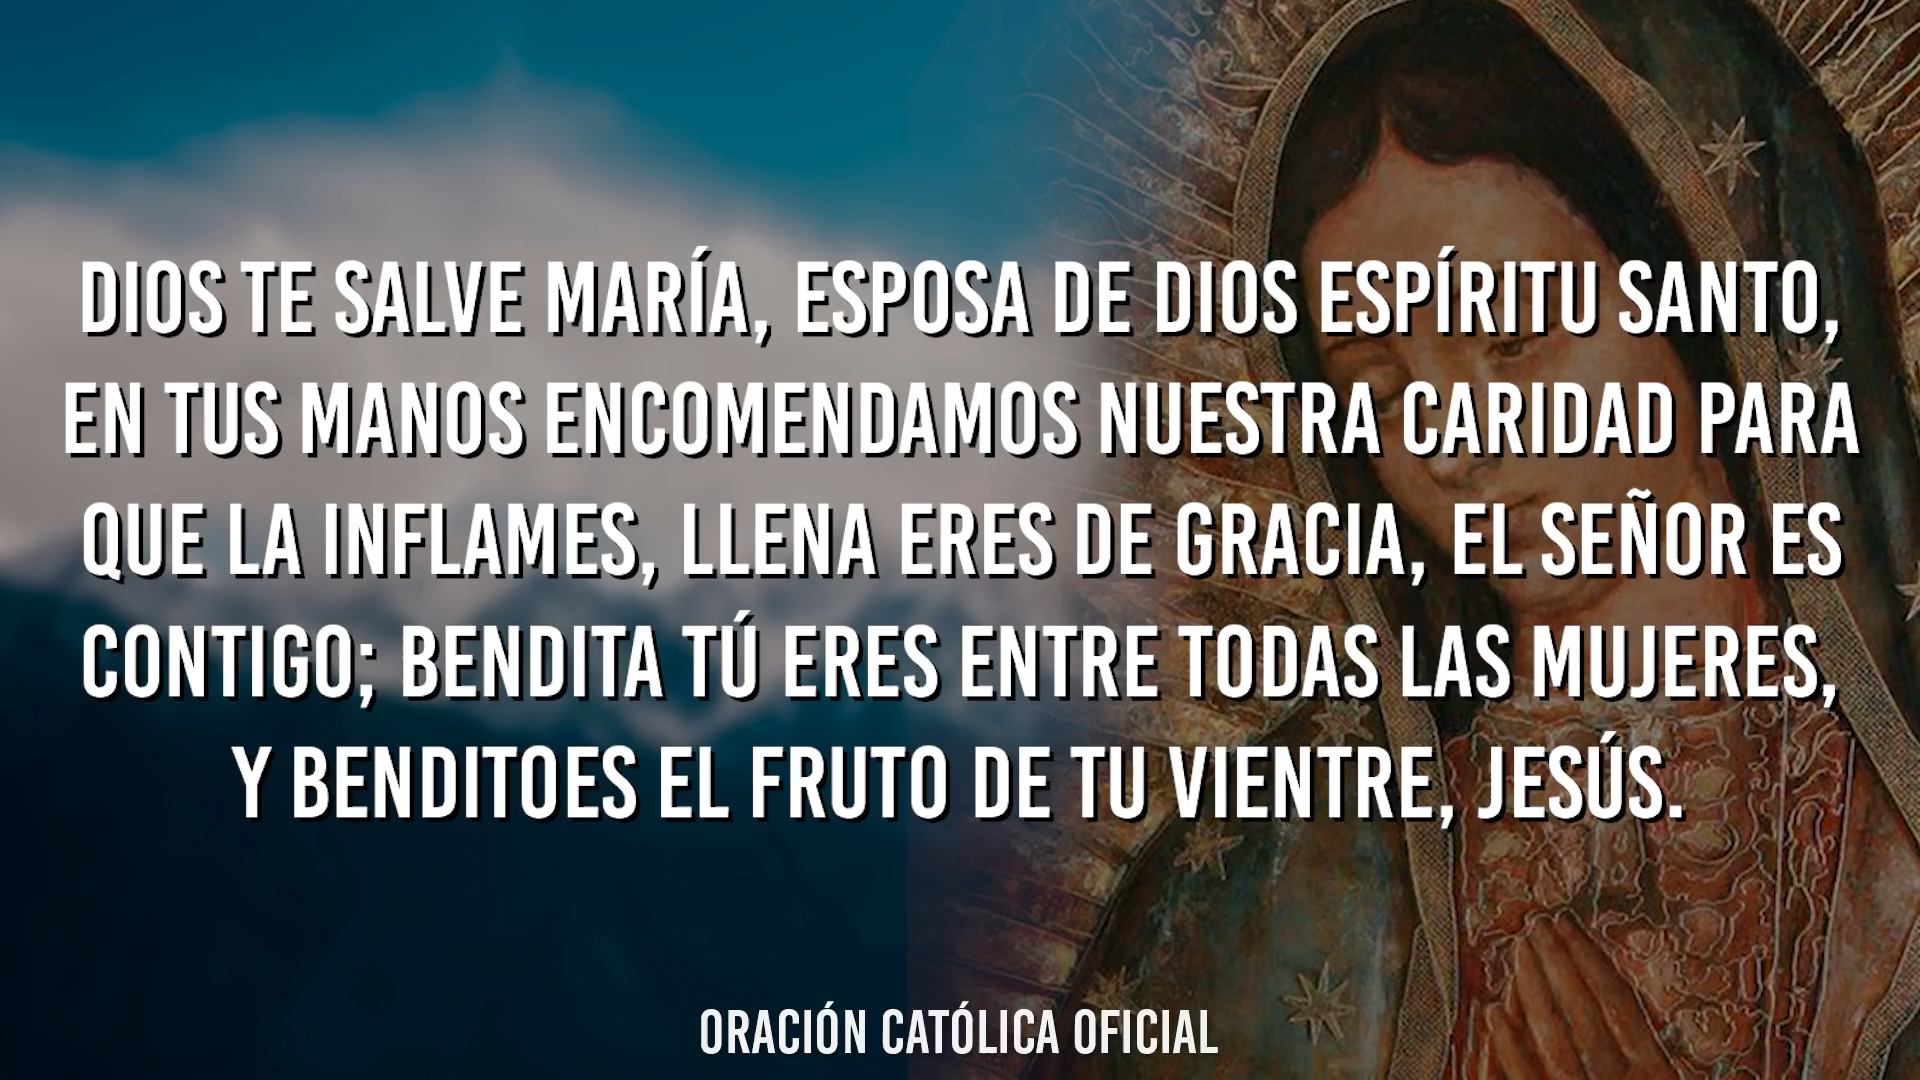 DIOS TE SALVE MARÍA, ESPOSA DE DIOS ESPÍRITU SANTO,
EN TUS MANOS ENCOMENDAMOS NUESTRA CARIDAD PARA
QUE LA INFLAMES, LLENA ERES DE GRACIA, EL SEÑOR ES
CONTIGO; BENDITA TÚ ERES ENTRE TODAS LAS MUJERES,
Y BENDITOES EL FRUTO DE TU VIENTRE, JESÚS.
ORACIÓN CATÓLICA OFICIAL